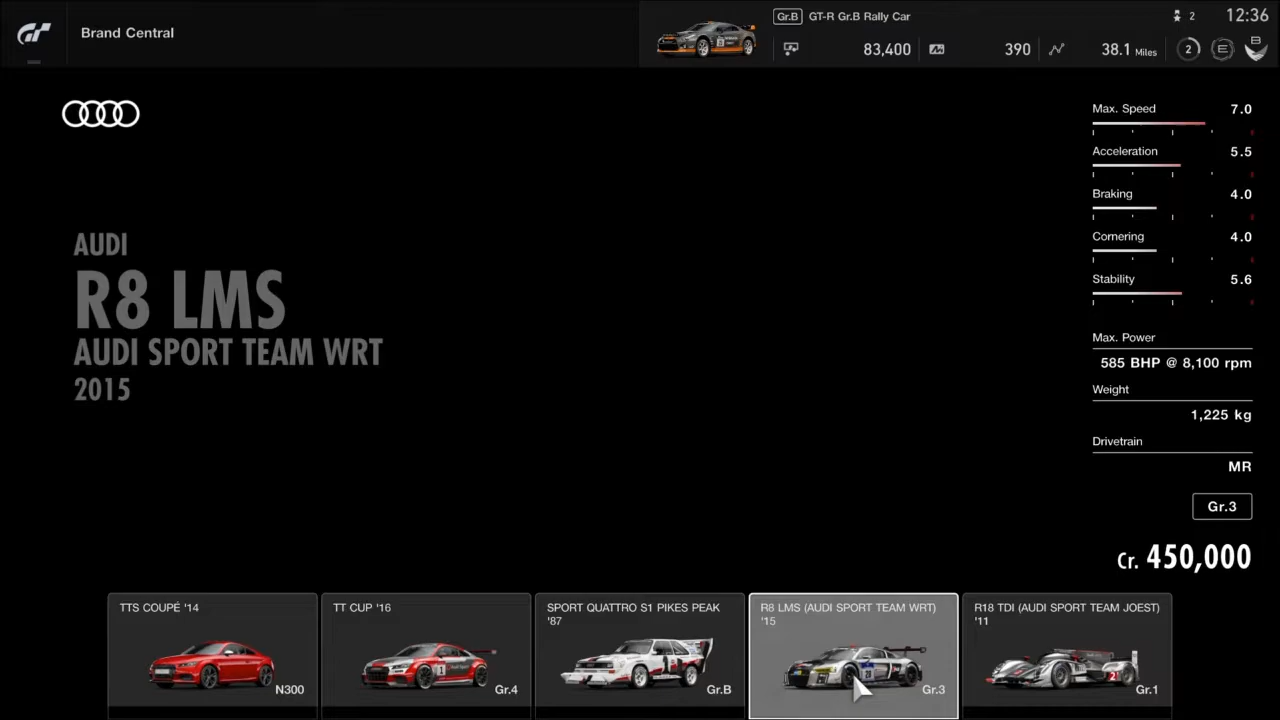 Brand Central
Gr.B GT-R Gr.B Rally Car
2
12:36
83,400
390
38.1 Miles
2
E
B
AUDI
R8 LMS
AUDI SPORT TEAM WRT
2015
Max. Speed 7.0
Acceleration 5.5
Braking 4.0
Cornering 4.0
Stability 5.6
Max. Power
585 BHP @ 8,100 rpm
Weight
1,225 kg
Drivetrain
MR
Gr.3
Cr. 450,000
TTS COUPÉ '14
N300
TT CUP '16
Gr.4
SPORT QUATTRO S1 PIKES PEAK
'87
Gr.B
R8 LMS (AUDI SPORT TEAM WRT)
'15
Gr.3
R18 TDI (AUDI SPORT TEAM JOEST)
'11
Gr.1